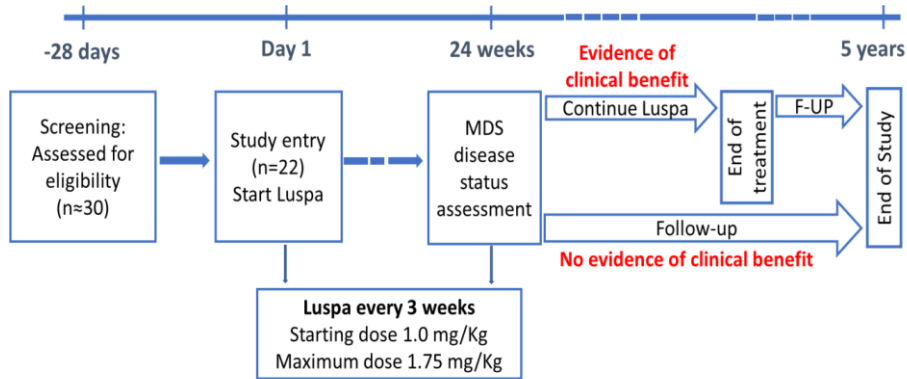 -28 days
Day 1
24 weeks
5 years
Screening:
Assessed for
eligibility
(n≈30)
Study entry
(n=22)
Start Luspa
MDS
disease
status
assessment
Evidence of
clinical benefit
Continue Luspa
End of
treatment
F-UP
End of Study
Follow-up
No evidence of clinical benefit
Luspa every 3 weeks
Starting dose 1.0 mg/Kg
Maximum dose 1.75 mg/Kg